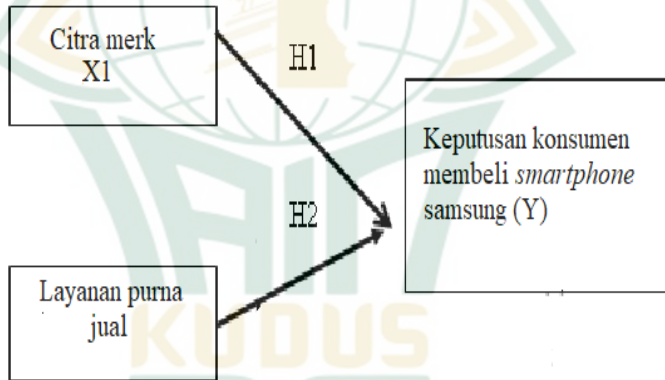 Citra merk
X1
H1
Keputusan konsumen
membeli smartphone
samsung (Y)
H2
Layanan purna
jual
KUDUS